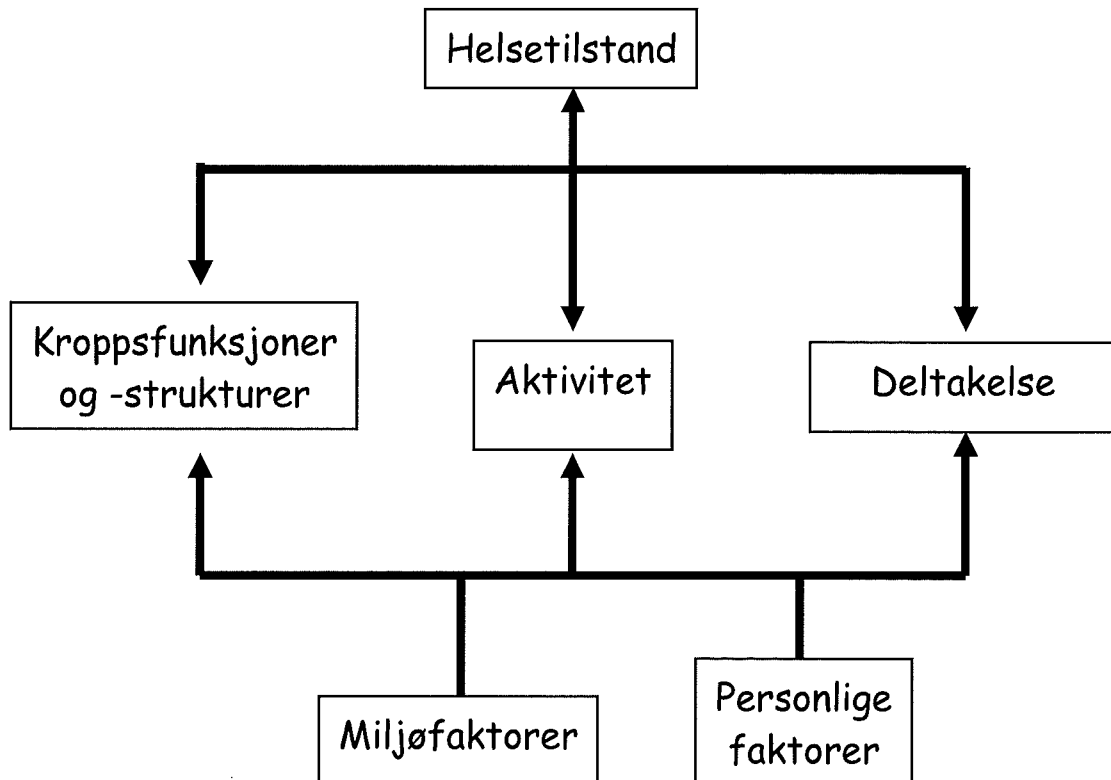 Helsetilstand
Kroppsfunksjoner
og -strukturer
Aktivitet
Deltakelse
Miljøfaktorer
Personlige
faktorer